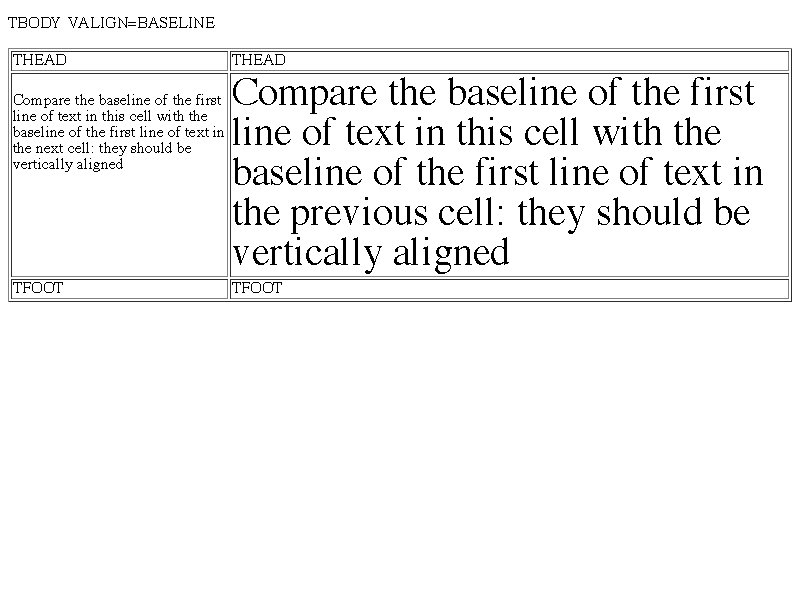 TBODY VALIGN=BASELINE
THEAD THEAD
Compare the baseline of the first
line of text in this cell with the
baseline of the first line of text in
the next cell: they should be
vertically aligned
Compare the baseline of the first
line of text in this cell with the
baseline of the first line of text in
the previous cell: they should be
vertically aligned
TFOOT TFOOT